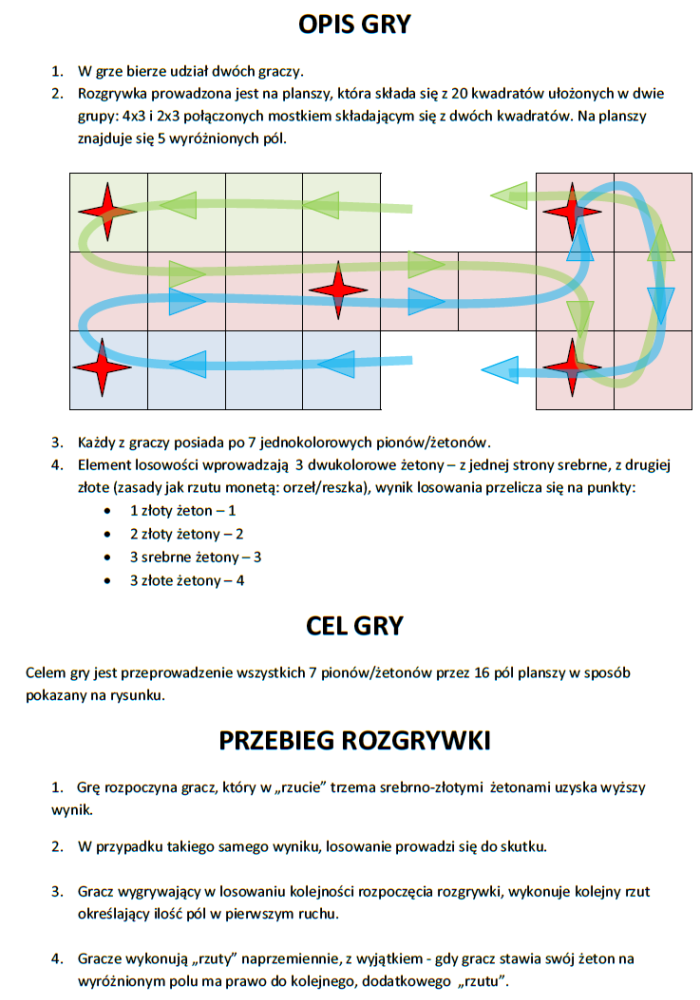 OPIS GRY
1. W grze bierze udział dwóch graczy.
2. Rozgrywka prowadzona jest na planszy, która składa się z 20 kwadratów ułożonych w dwie
grupy: 4x3 i 2x3 połączonych mostkiem składającym się z dwóch kwadratów. Na planszy
znajduje się 5 wyróżnionych pól.
3. Każdy z graczy posiada po 7 jednokolorowych pionów/żetonów.
4. Element losowości wprowadzają 3 dwukolorowe żetony – z jednej strony srebrne, z drugiej
złote (zasady jak rzutu monetą: orzeł/reszka), wynik losowania przelicza się na punkty:
• 1 złoty żeton – 1
• 2 złoty żetony – 2
• 3 srebrne żetony – 3
• 3 złote żetony – 4
CEL GRY
Celem gry jest przeprowadzenie wszystkich 7 pionów/żetonów przez 16 pól planszy w sposób
pokazany na rysunku.
PRZEBIEG ROZGRYWKI
1. Grę rozpoczyna gracz, który w „rzucie” trzema srebrno-złotymi żetonami uzyska wyższy
wynik.
2. W przypadku takiego samego wyniku, losowanie prowadzi się do skutku.
3. Gracz wygrywający w losowaniu kolejności rozpoczęcia rozgrywki, wykonuje kolejny rzut
określający ilość pól w pierwszym ruchu.
4. Gracze wykonują „rzuty” naprzemiennie, z wyjątkiem - gdy gracz stawia swój żeton na
wyróżnionym polu ma prawo do kolejnego, dodatkowego „rzutu”.